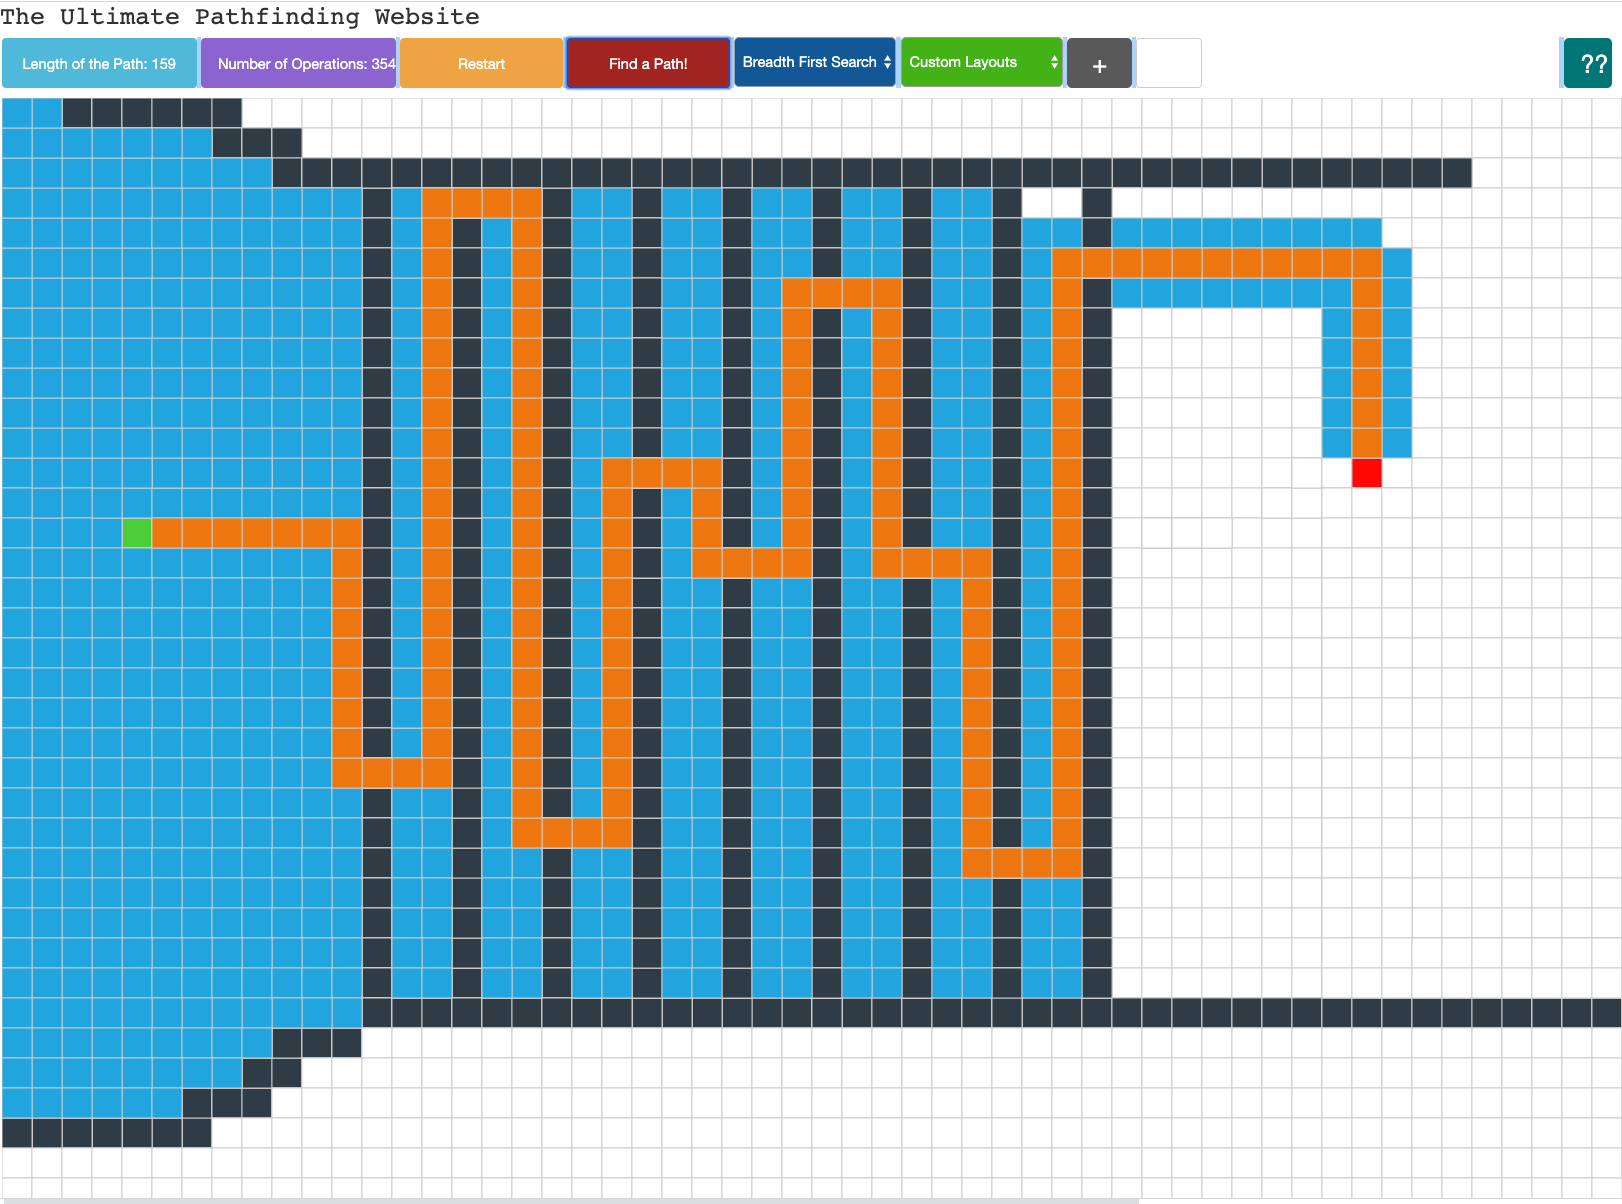 The Ultimate Pathfinding Website
Length of the Path: 159
Number of Operations: 354
Restart
Find a Path!
Breadth First Search
Custom Layouts
+
??